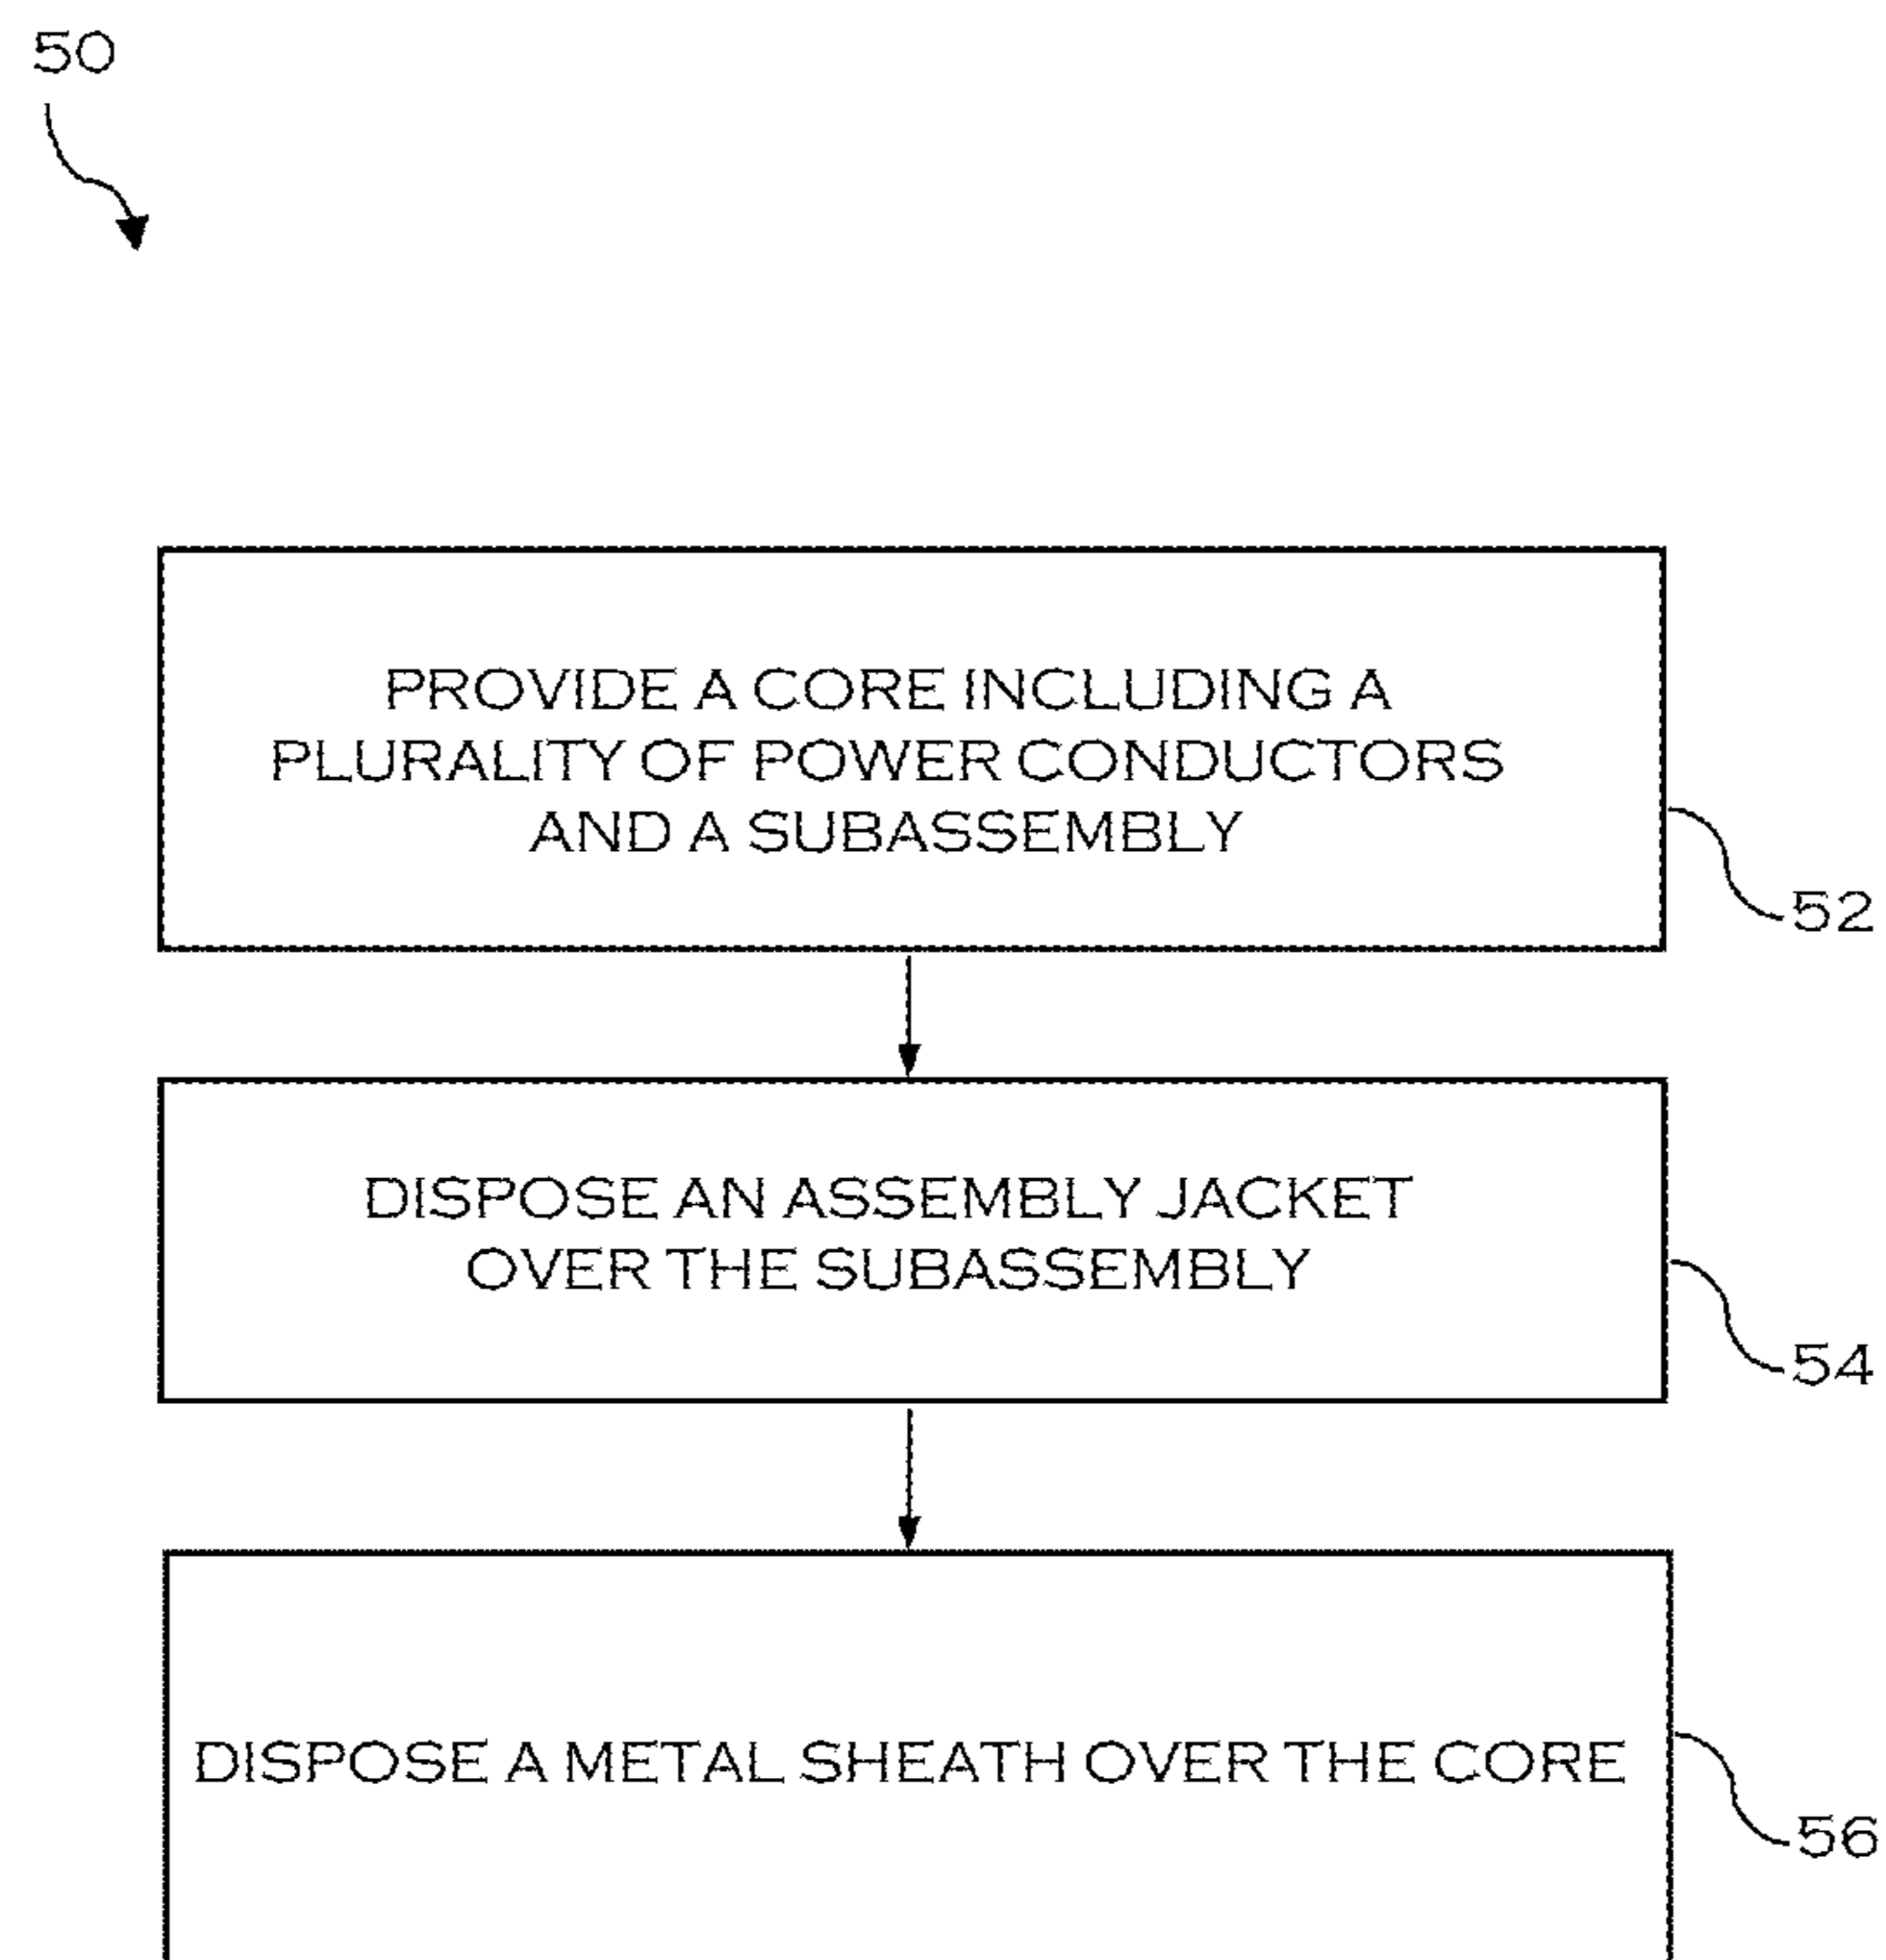 50
PROVIDE A CORE INCLUDING A
PLURALITY OF POWER CONDUCTORS
AND A SUBASSEMBLY
52
DISPOSE AN ASSEMBLY JACKET
OVER THE SUBASSEMBLY
54
DISPOSE A METAL SHEATH OVER THE CORE
56